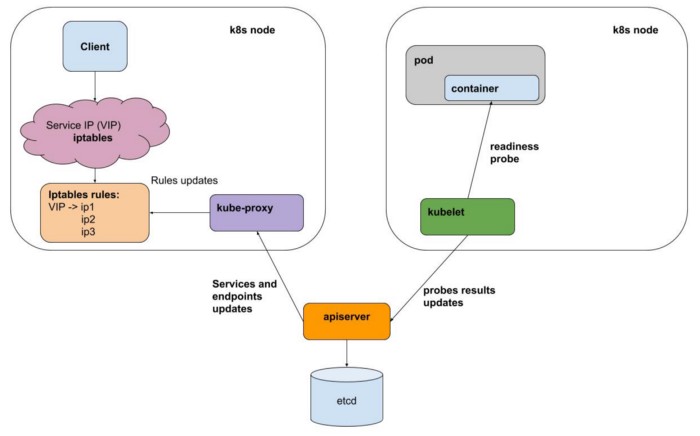 k8s node
Client
Service IP (VIP)
iptables
Rules updates
Iptables rules:
VIP -> ip1
ip2
ip3
kube-proxy
k8s node
pod
container
readiness
probe
kubelet
Services and
endpoints
updates
probes results
updates
apiserver
etcd